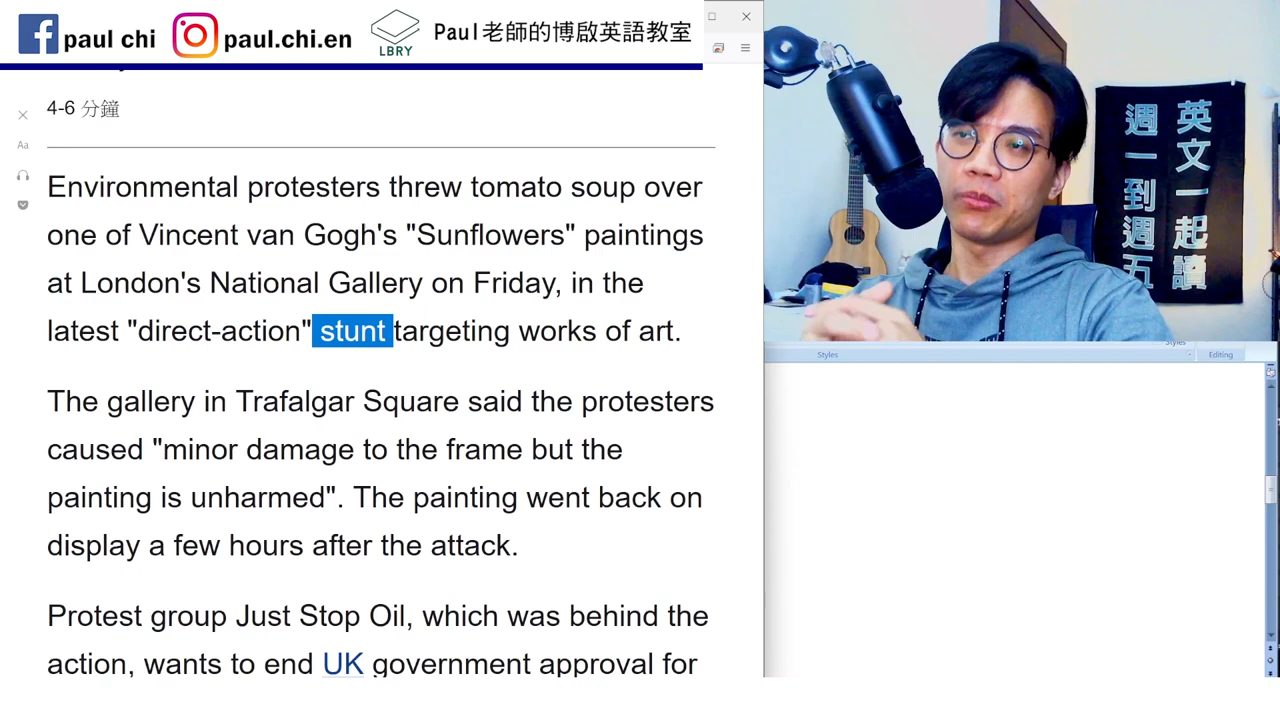 paul chi
paul.chi.en
LBRY
Paul老師的博啟英語教室
4-6 分鐘
Aa
Environmental protesters threw tomato soup over
one of Vincent van Gogh's "Sunflowers" paintings
at London's National Gallery on Friday, in the
latest "direct-action" stunt targeting works of art.
The gallery in Trafalgar Square said the protesters
caused "minor damage to the frame but the
painting is unharmed". The painting went back on
display a few hours after the attack.
Protest group Just Stop Oil, which was behind the
action, wants to end UK government approval for
英文一起讀
週一到週五
Styles
Styles
Editing